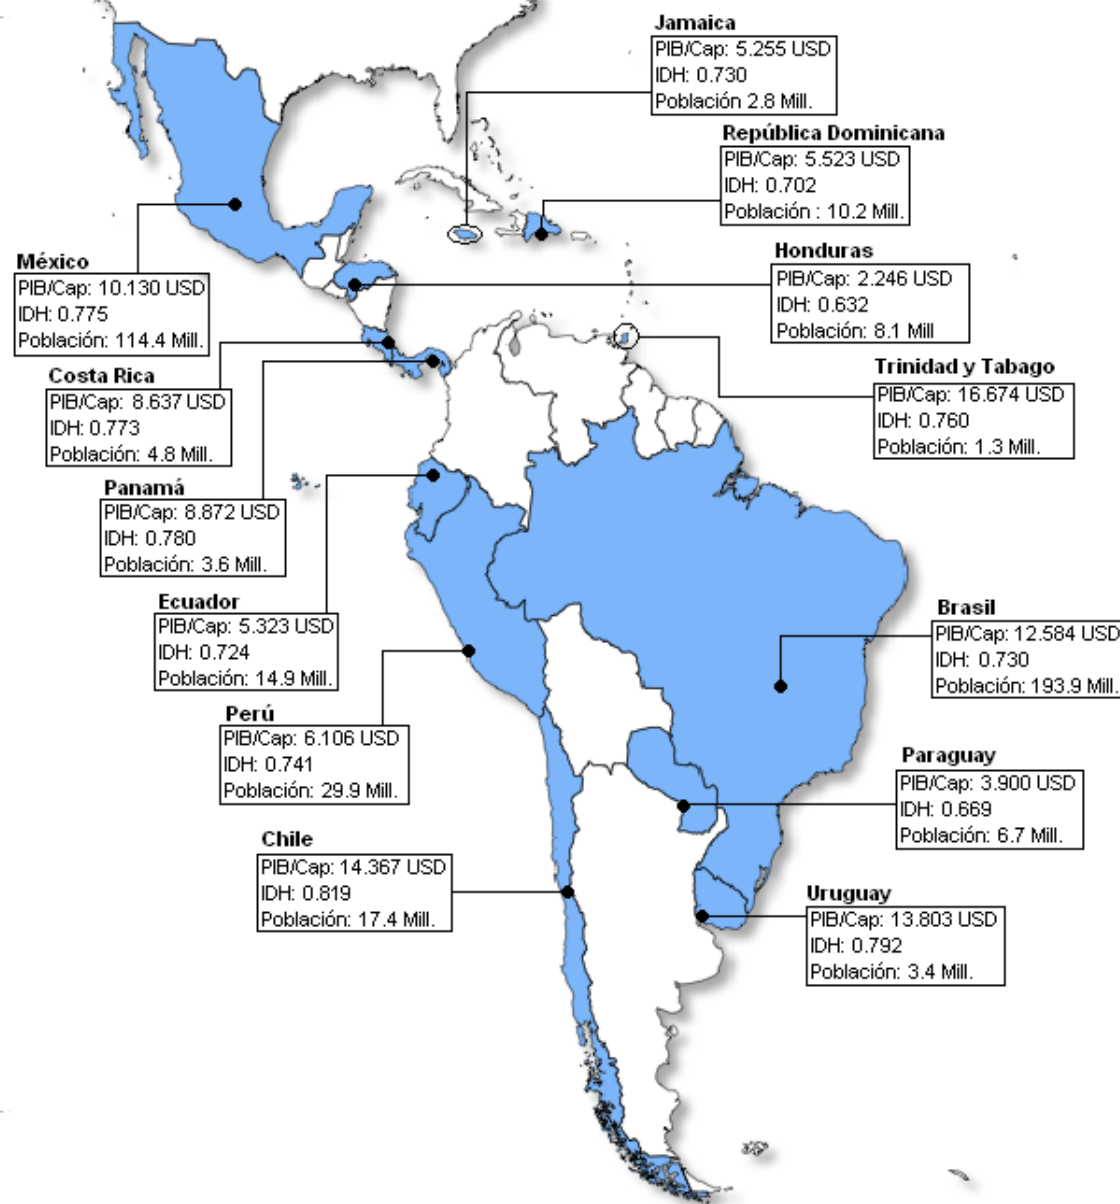 Jamaica
PIB/Cap: 5.255 USD
IDH: 0.730
Población 2.8 Mill.
República Dominicana
PIB/Cap: 5.523 USD
IDH: 0.702
Población : 10.2 Mill.
Honduras
PIB/Cap: 2.246 USD
IDH: 0.632
Población: 8.1 Mill
México
PIB/Cap: 10.130 USD
IDH: 0.775
Población: 114.4 Mill.
Trinidad y Tabago
PIB/Cap: 16.674 USD
IDH: 0.760
Población: 1.3 Mill.
Costa Rica
PIB/Cap: 8.637 USD
IDH: 0.773
Población: 4.8 Mill.
Panamá
PIB/Cap: 8.872 USD
IDH: 0.780
Población: 3.6 Mill.
Ecuador
PIB/Cap: 5.323 USD
IDH: 0.724
Población: 14.9 Mill.
Brasil
PIB/Cap: 12.584 USD
IDH: 0.730
Población: 193.9 Mill.
Perú
PIB/Cap: 6.106 USD
IDH: 0.741
Población: 29.9 Mill.
Paraguay
PIB/Cap: 3.900 USD
IDH: 0.669
Población: 6.7 Mill.
Chile
PIB/Cap: 14.367 USD
IDH: 0.819
Población: 17.4 Mill.
Uruguay
PIB/Cap: 13.803 USD
IDH: 0.792
Población: 3.4 Mill.